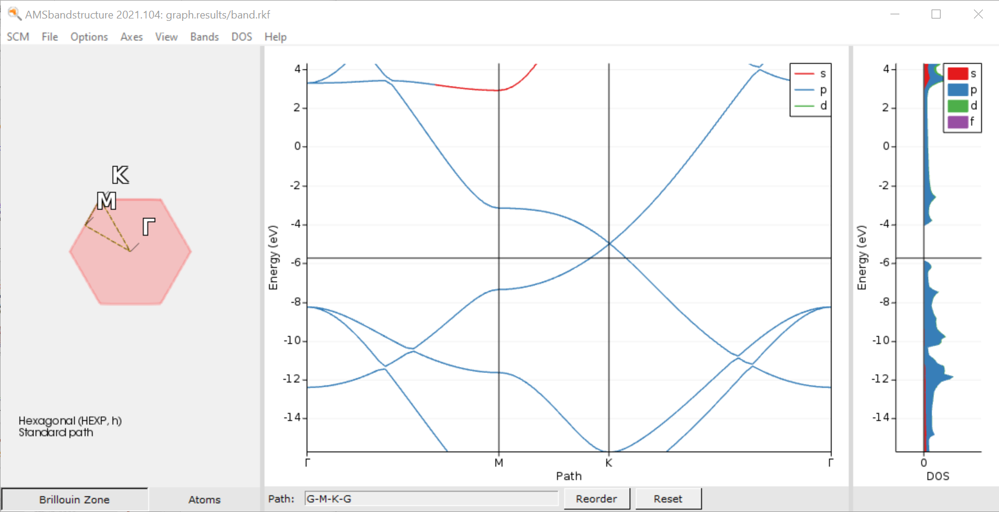 AMSbandstructure 2021.104: graph.results/band.rkf
SCM File Options Axes View Bands DOS Help
K
M
Γ
Hexagonal (HEXP, h)
Standard path
Brillouin Zone
Atoms
Energy (eV)
4
2
0
-2
-4
-6
-8
-10
-12
-14
s
p
d
Γ
M
K
Γ
Path
Path:
G-M-K-G
Reorder
Reset
Energy (eV)
4
2
0
-2
-4
-6
-8
-10
-12
-14
s
p
d
f
0
DOS